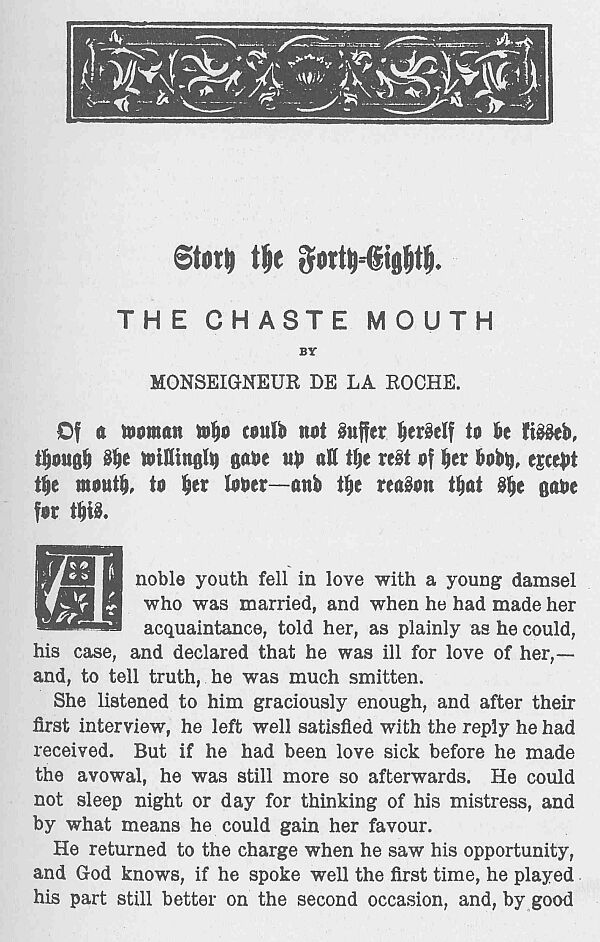 Story the Forty-Eighth.
THE CHASTE MOUTH
BY
MONSEIGNEUR DE LA ROCHE.
Of a woman who could not suffer herself to be kissed,
though she willingly gave up all the rest of her body, except
the mouth, to her lover—and the reason that she gave
for this.
A noble youth fell in love with a young damsel
who was married, and when he had made her
acquaintance, told her, as plainly as he could,
his case, and declared that he was ill for love of her,—
and, to tell truth, he was much smitten.
She listened to him graciously enough, and after their
first interview, he left well satisfied with the reply he had
received. But if he had been love sick before he made
the avowal, he was still more so afterwards. He could
not sleep night or day for thinking of his mistress, and
by what means he could gain her favour.
He returned to the charge when he saw his opportunity,
and God knows, if he spoke well the first time, he played
his part still better on the second occasion, and, by good